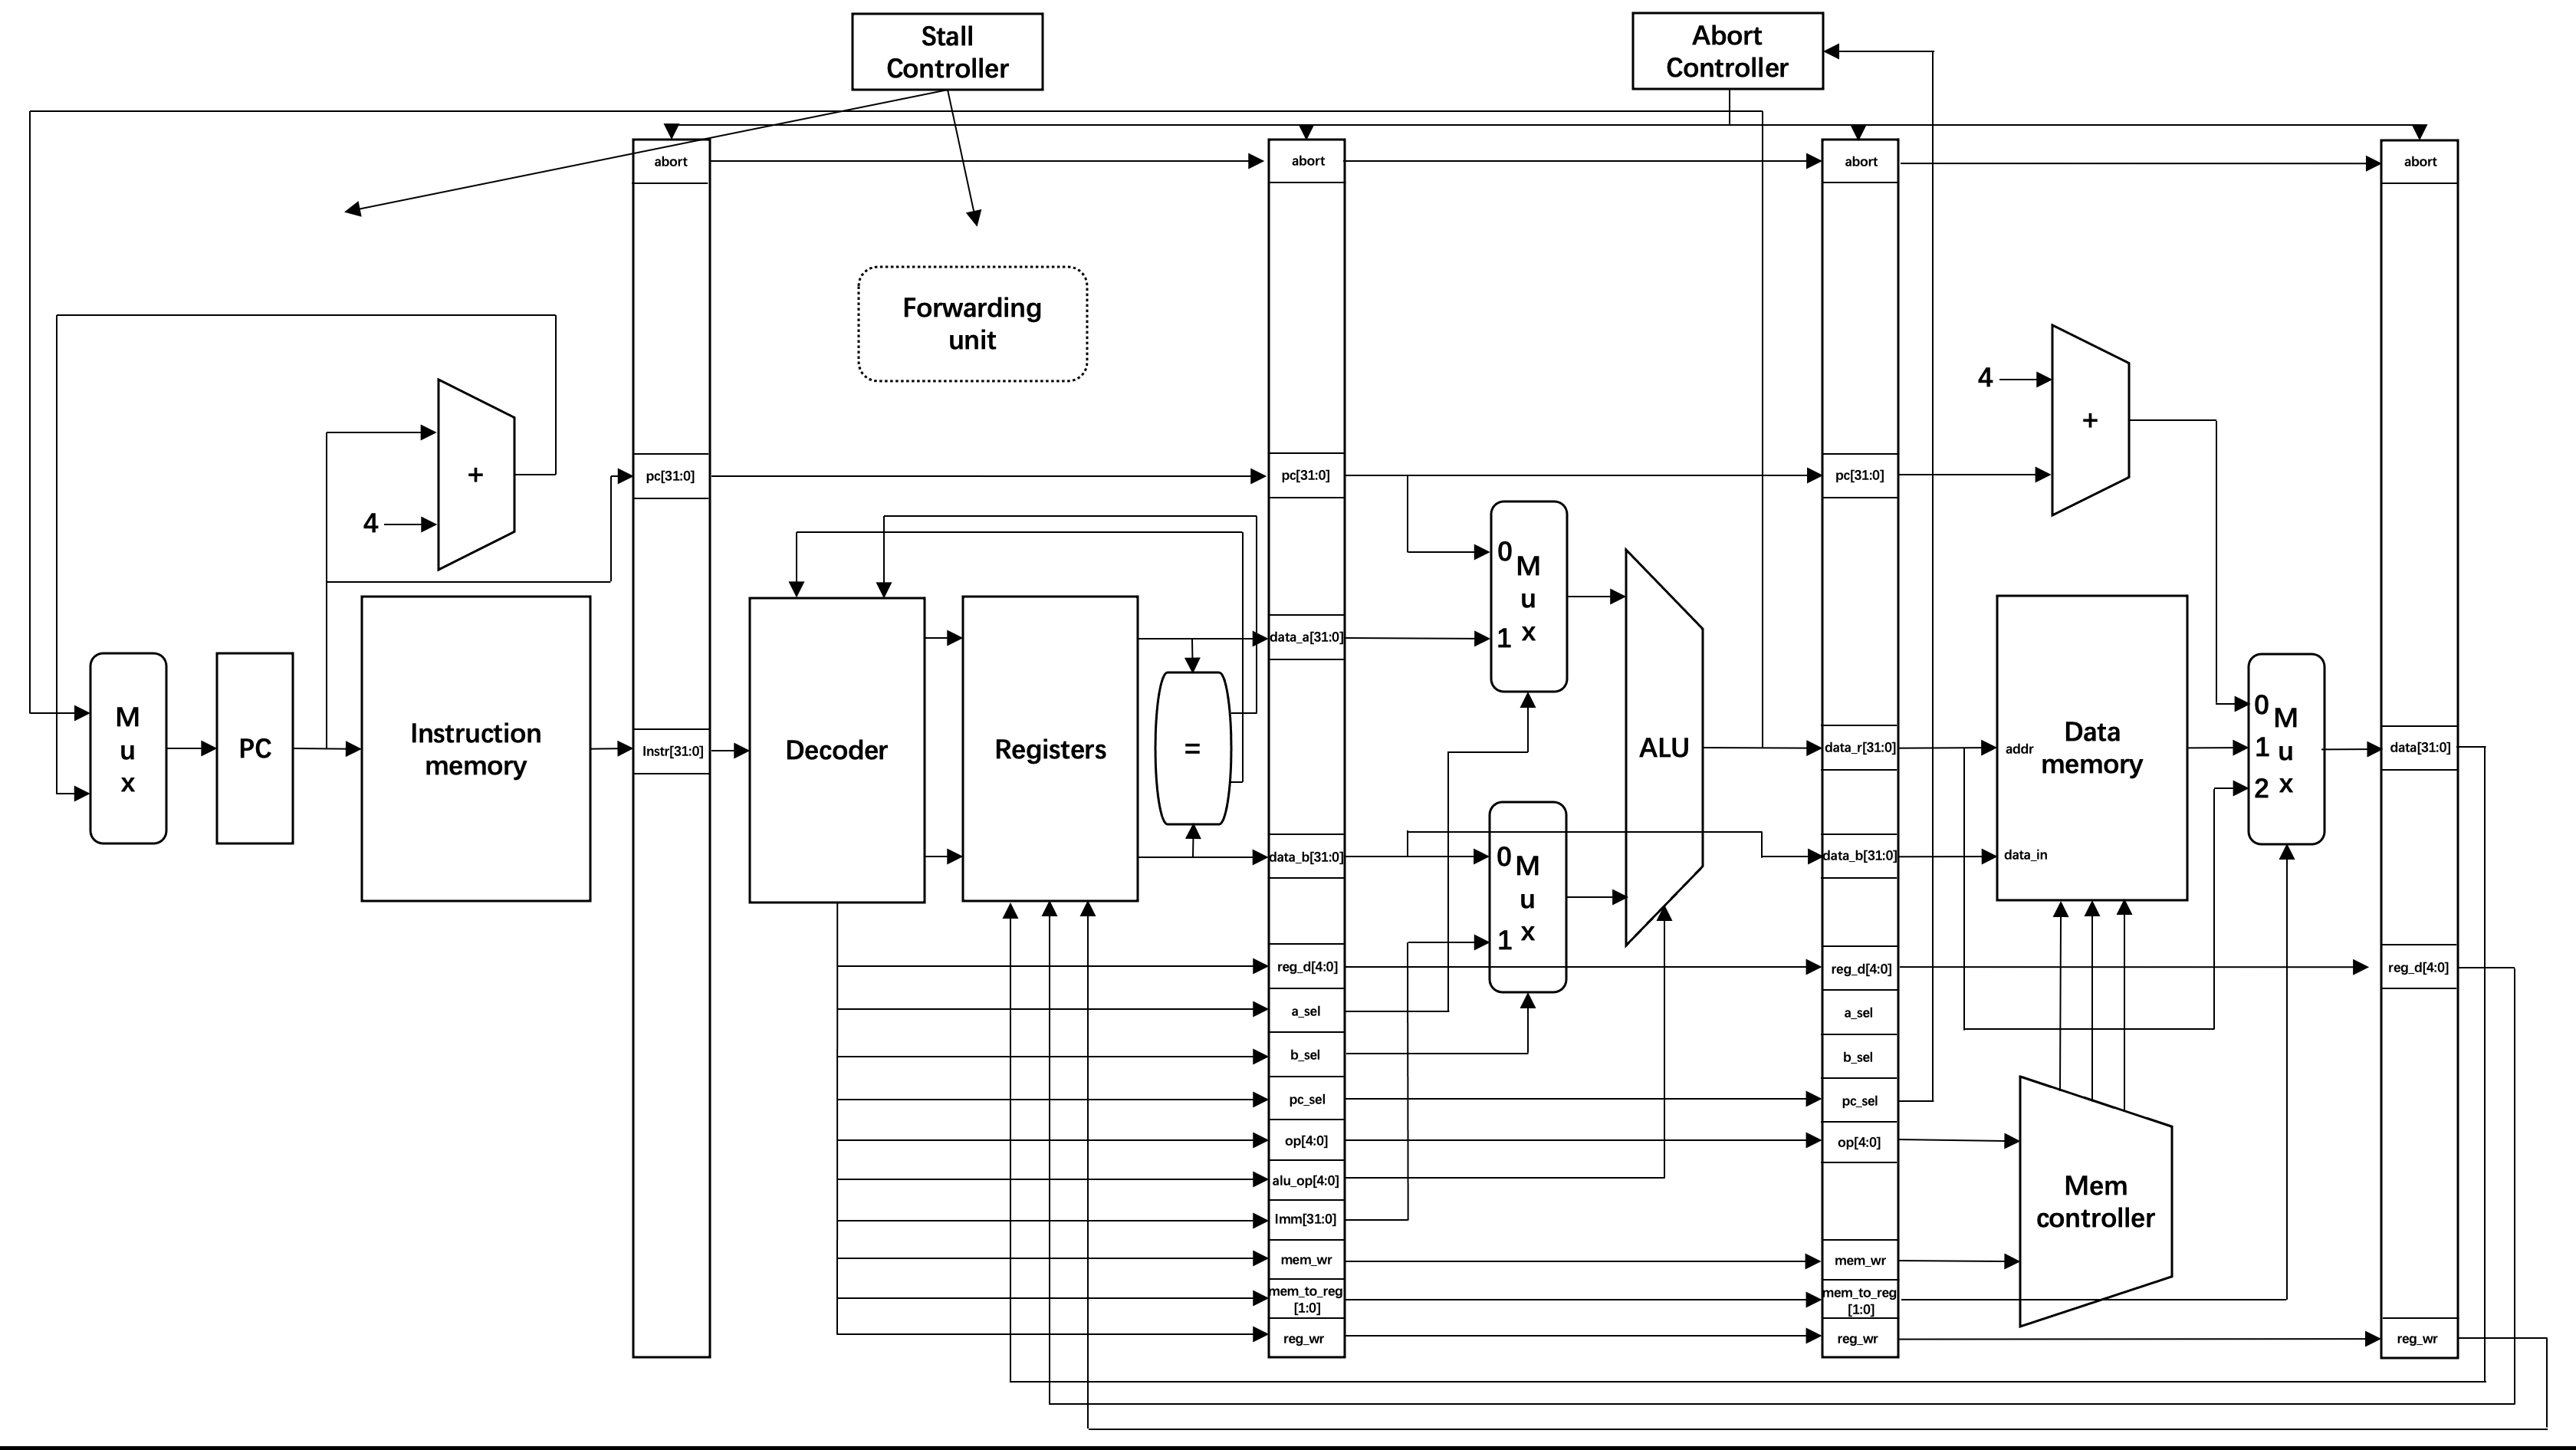 Stall
Controller
Abort
Controller
abort
abort
abort
abort
Forwarding
unit
4
+
pc[31:0]
pc[31:0]
pc[31:0]
+
4
0
M
u
x
1
data_a[31:0]
M
u
x
PC
Instruction
memory
Instr[31:0]
Decoder
Registers
=
ALU
data_r[31:0]
addr
Data
memory
data_in
0
1
2
M
u
x
data[31:0]
data_b[31:0]
0
M
u
x
1
data_b[31:0]
reg_d[4:0]
reg_d[4:0]
reg_d[4:0]
a_sel
a_sel
b_sel
b_sel
pc_sel
pc_sel
op[4:0]
op[4:0]
alu_op[4:0]
Imm[31:0]
Mem
controller
mem_wr
mem_wr
mem_to_reg
[1:0]
mem_to_reg
[1:0]
reg_wr
reg_wr
reg_wr